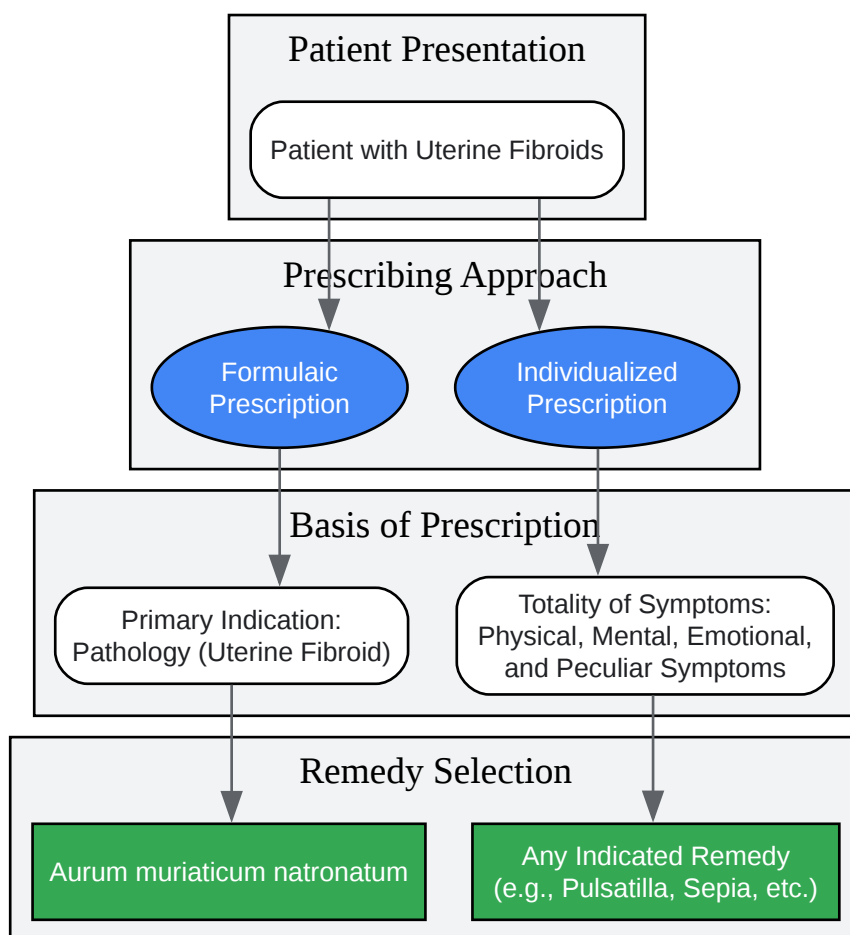 Patient Presentation
Patient with Uterine Fibroids
Prescribing Approach
Formulaic
Prescription
Individualized
Prescription
Basis of Prescription
Primary Indication:
Pathology (Uterine Fibroid)
Totality of Symptoms:
Physical, Mental, Emotional,
and Peculiar Symptoms
Remedy Selection
Aurum muriaticum natronatum
Any Indicated Remedy
(e.g., Pulsatilla, Sepia, etc.)